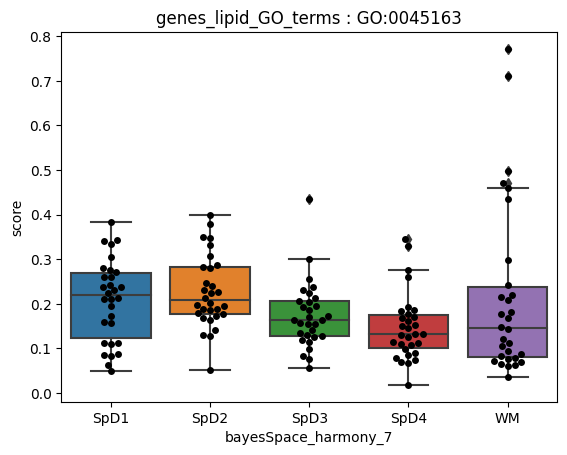 genes_lipid_GO_terms : GO:0045163
0.8
0.7
0.6
0.5
0.4
0.3
0.2
0.1
0.0
score
SpD1 SpD2 SpD3 SpD4 WM
bayesSpace_harmony_7